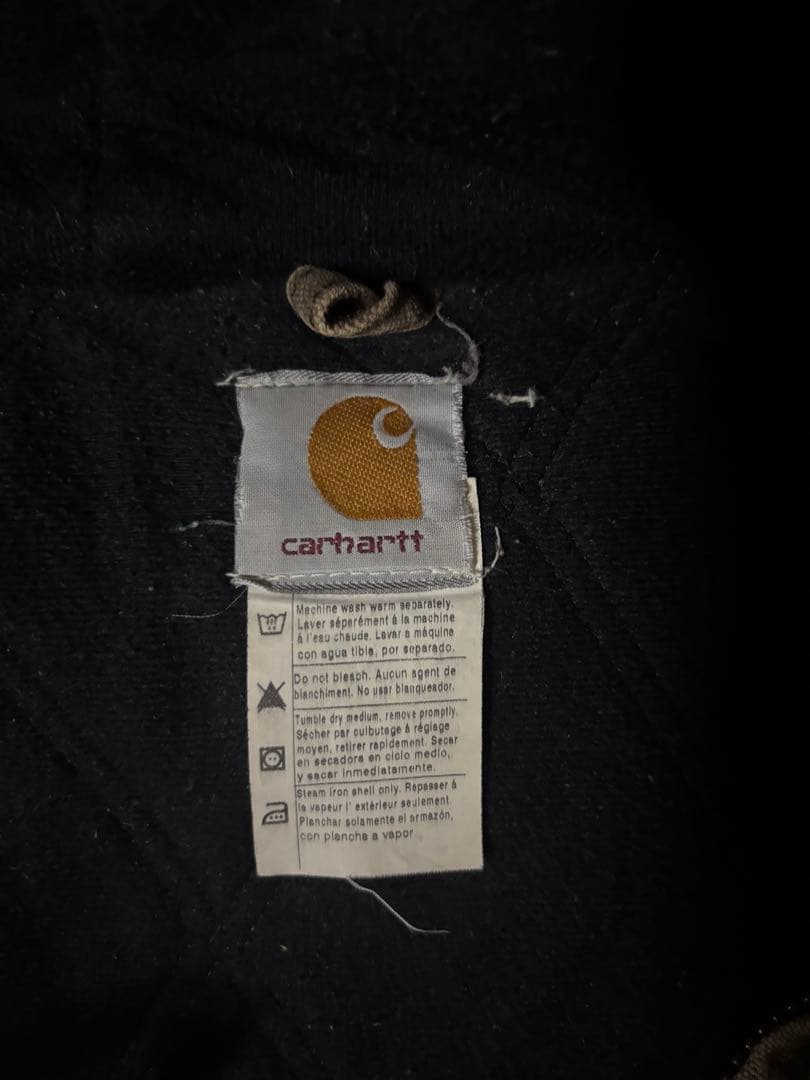 carhartt
Machine wash warm separately.
Laver séparément à la machine
à l'eau chaude. Lavar a máquina
con agua tibia, por separado.
Do not bleach. Aucun agent de
blanchiment. No usar blanqueador.
Tumble dry medium, remove promptly.
Sécher par culbutage à réglage
moyen, retirer rapidement. Secar
en secadora en ciclo medio,
y sacar inmediatamente.
Steam iron shell only. Repasser à
la vapeur l' extérieur seulement.
Planchar solamente el armazón,
con plancha a vapor